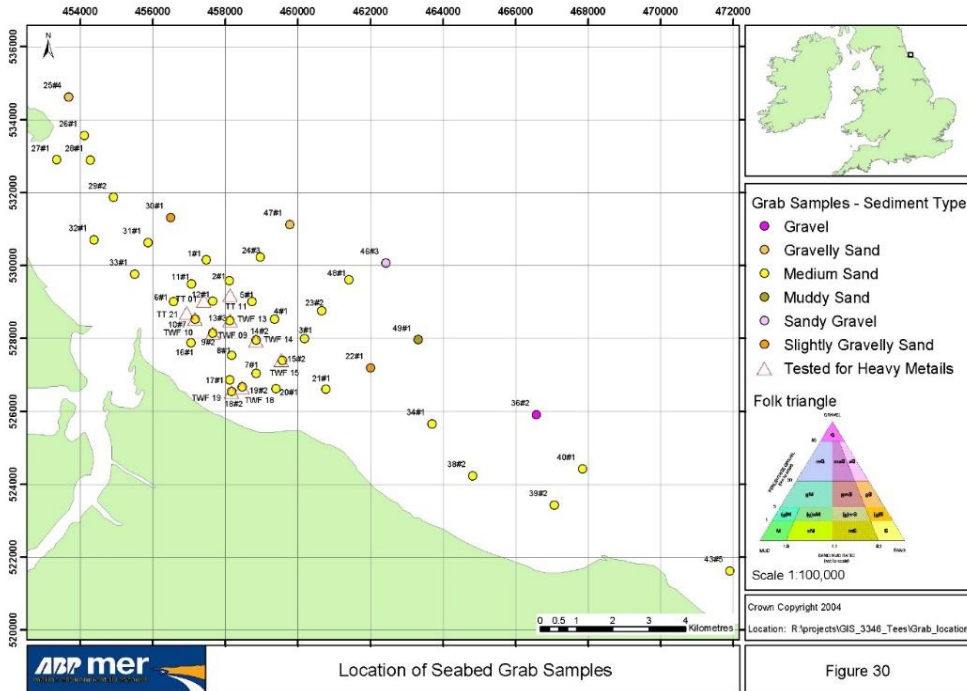 454000 456000 458000 460000 462000 464000 466000 468000 470000 472000
536000
534000
532000
530000
528000
526000
524000
522000
520000
N
25#4
26#1
27#1
28#1
29#2
30#1
47#1
32#1
31#1
1#1
24#3
46#3
33#1
11#1
2#1
48#1
6#1
TT 01
12#1
5#1
TT 11
23#2
TT 21
13#3
TWF 13
4#1
10#7
TWF 10
9#2
TWF 09
14#2
TWF 14
3#1
49#1
16#1
8#1
15#2
TWF 15
22#1
7#1
17#1
19#2
20#1
21#1
TWF 19
18#2
TWF 18
36#2
34#1
38#2
40#1
39#2
43#5
0 0.5 1 2 3 4
Kilometres
Grab Samples - Sediment Type
Gravel
Gravelly Sand
Medium Sand
Muddy Sand
Sandy Gravel
Slightly Gravelly Sand
Tested for Heavy Metails
Folk triangle
GRAVEL
G
gM
gmS
gS
M
sM
mS
S
MUD
SAND
Scale 1:100,000
Crown Copyright 2004
Location: R:\projects\GIS_3346_Tees\Grab_location
ABP mer
Location of Seabed Grab Samples
Figure 30